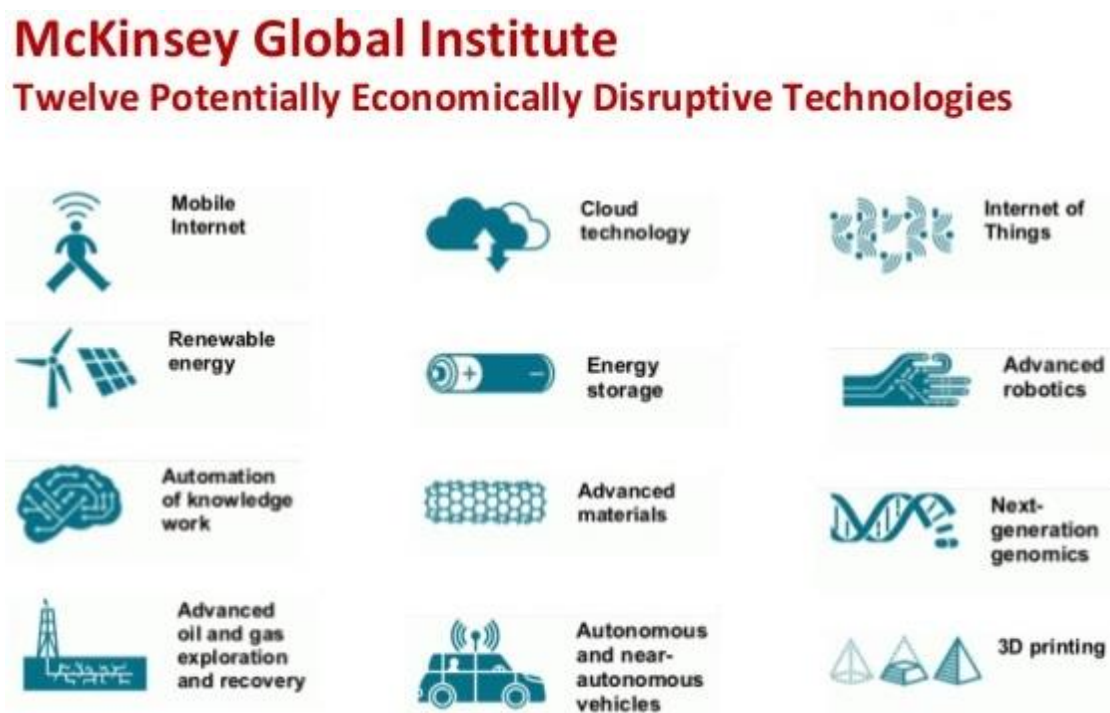 McKinsey Global Institute
Twelve Potentially Economically Disruptive Technologies
Mobile
Internet
Cloud
technology
Internet of
Things
Renewable
energy
Energy
storage
Advanced
robotics
Automation
of knowledge
work
Advanced
materials
Next-
generation
genomics
Advanced
oil and gas
exploration
and recovery
Autonomous
and near-
autonomous
vehicles
3D printing